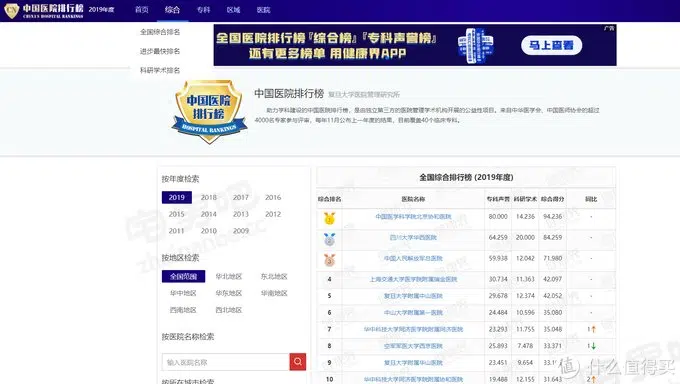 中国医院排行榜 2019年度 首页 综合 专科 区域 医院
CHINA'S HOSPITAL RANKINGS
全国综合排名
进步最快排名
科研学术排名
全国医院排行榜『综合榜』『专科声誉榜』
还有更多榜单 用健康界APP
马上查看
广告
中国医院排行榜
HOSPITAL RANKINGS
中国医院排行榜 复旦大学医院管理研究所
助力学科建设的中国医院排行榜，是由独立第三方的医院管理学术机构开展的公益性项目。来自中华医学会、中国医师协会的超过
4000名专家参与评审，每年11月公布上一年度的结果，目前覆盖40个临床专科。
按年度检索
2019 2018 2017 2016
2015 2014 2013 2012
2011 2010 2009
按地区检索
全国范围 华北地区 东北地区
华中地区 华东地区 华南地区
西南地区 西北地区
按医院名称检索
输入医院名称
按所在城市检索
全国综合排行榜 (2019年度)
综合排名 医院名称 专科声誉 科研学术 综合得分 同比
1 中国医学科学院北京协和医院 80.000 14.236 94.236 -
2 四川大学华西医院 64.259 20.000 84.259 -
3 中国人民解放军总医院 59.938 12.042 71.980 -
4 上海交通大学医学院附属瑞金医院 30.734 11.363 42.097 -
5 复旦大学附属中山医院 29.678 12.374 42.052 -
6 中山大学附属第一医院 24.484 10.596 35.080 -
7 华中科技大学同济医学院附属同济医院 23.293 11.755 35.048 1↑
8 空军军医大学西京医院 25.893 7.478 33.371 1↓
9 复旦大学附属华山医院 23.451 9.654
10 华中科技大学同济医学院附属协和医院 19.488 12.155 31.643 2↑
值 什么值得买